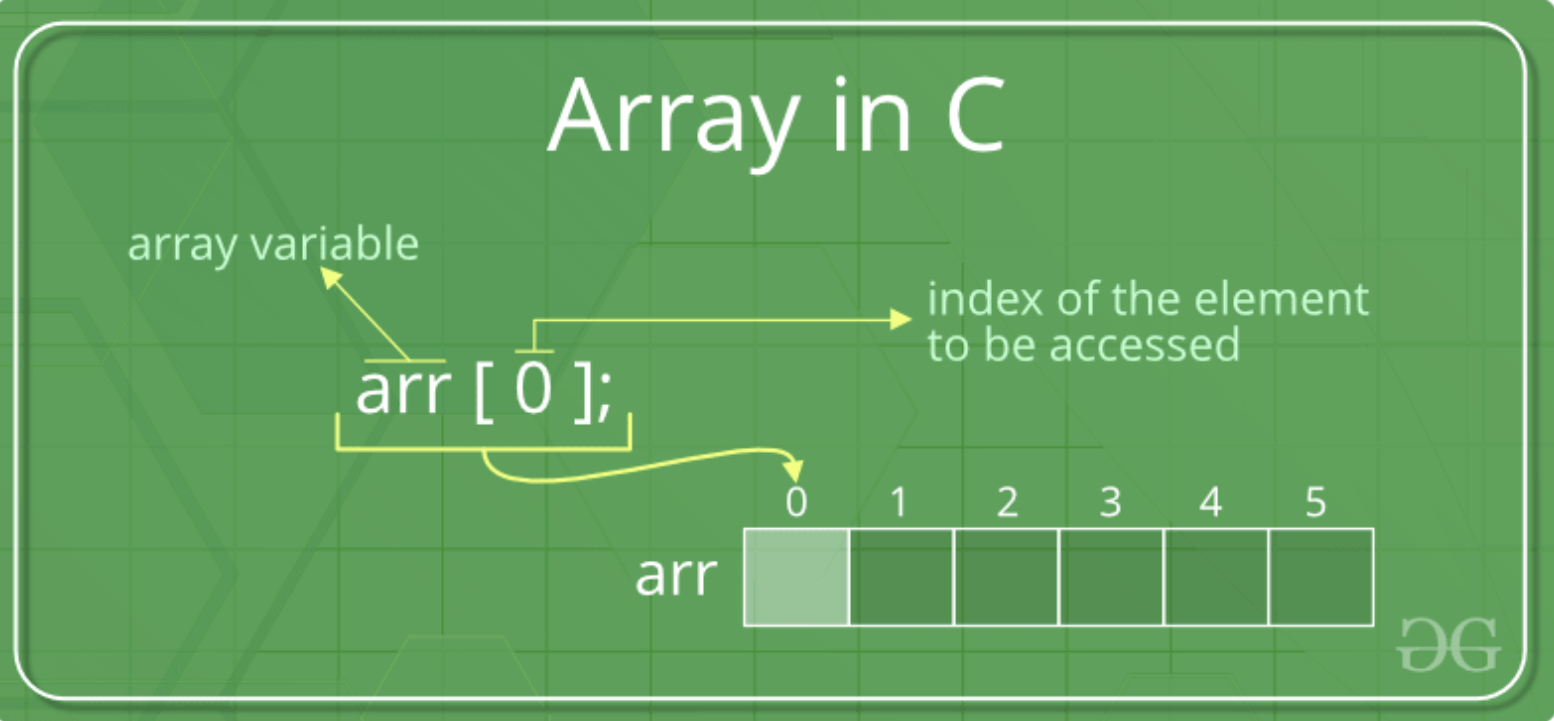 Array in C
array variable
index of the element
to be accessed
arr [ 0 ];
0 1 2 3 4 5
arr
GG